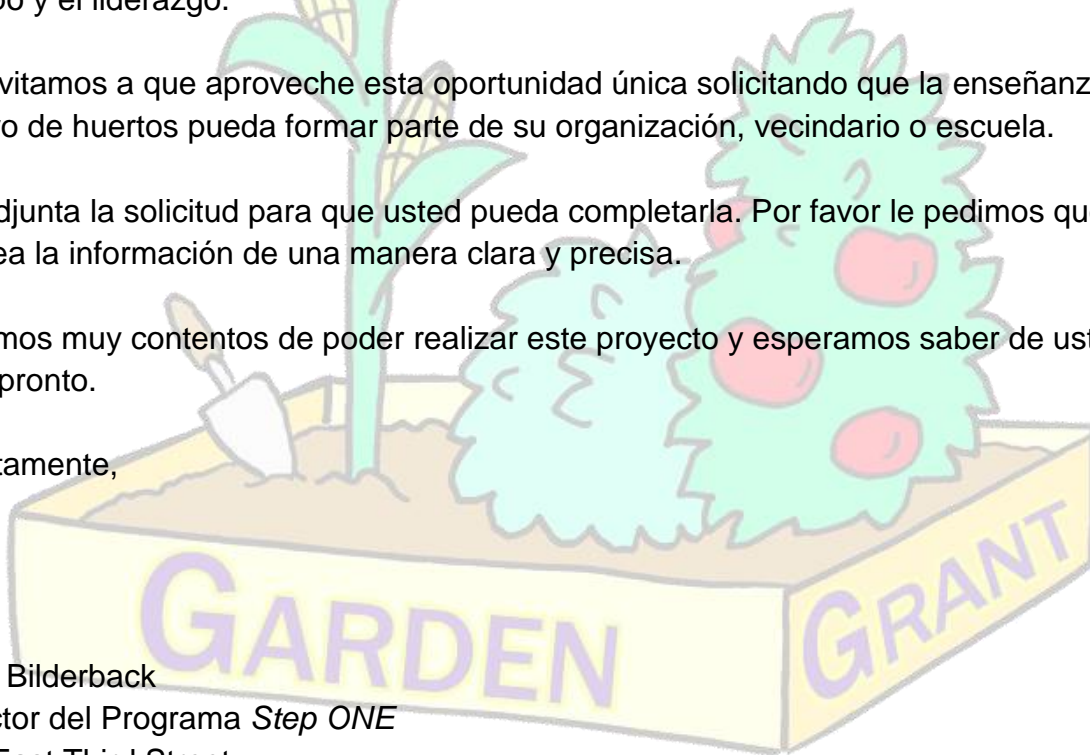 y el liderazgo.
vitamos a que aproveche esta oportunidad única solicitando que la enseñanz
o de huertos pueda formar parte de su organización, vecindario o escuela.
djunta la solicitud para que usted pueda completarla. Por favor le pedimos qu
ea la información de una manera clara y precisa.
mos muy contentos de poder realizar este proyecto y esperamos saber de ust
pronto.
tamente,
GARDEN
GRANT
Bilderback
ctor del Programa Step ONE
East Third Street